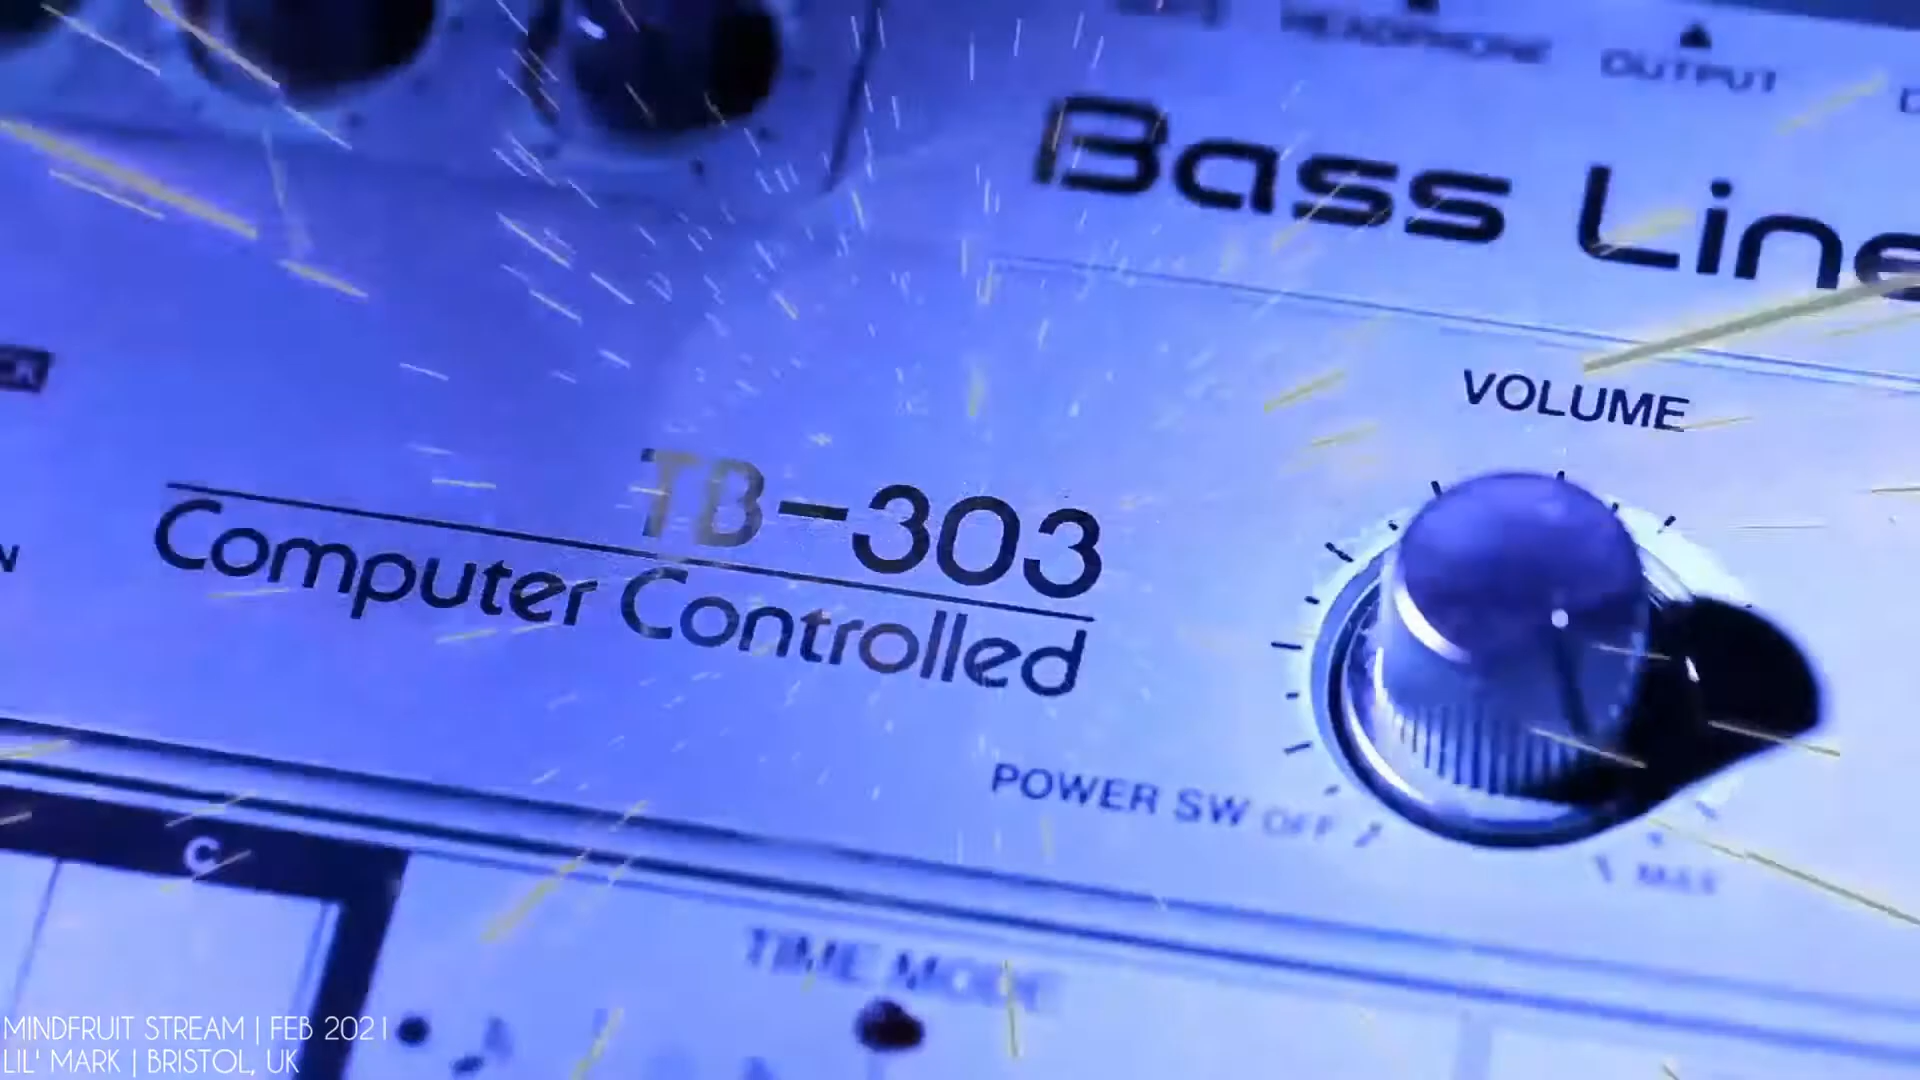 HEADPHONE
OUTPUT
Bass Line
VOLUME
TB-303
Computer Controlled
POWER SW OFF
MAX
C
TIME MODE
MINDFRUIT STREAM | FEB 2021
LIL' MARK | BRISTOL, UK